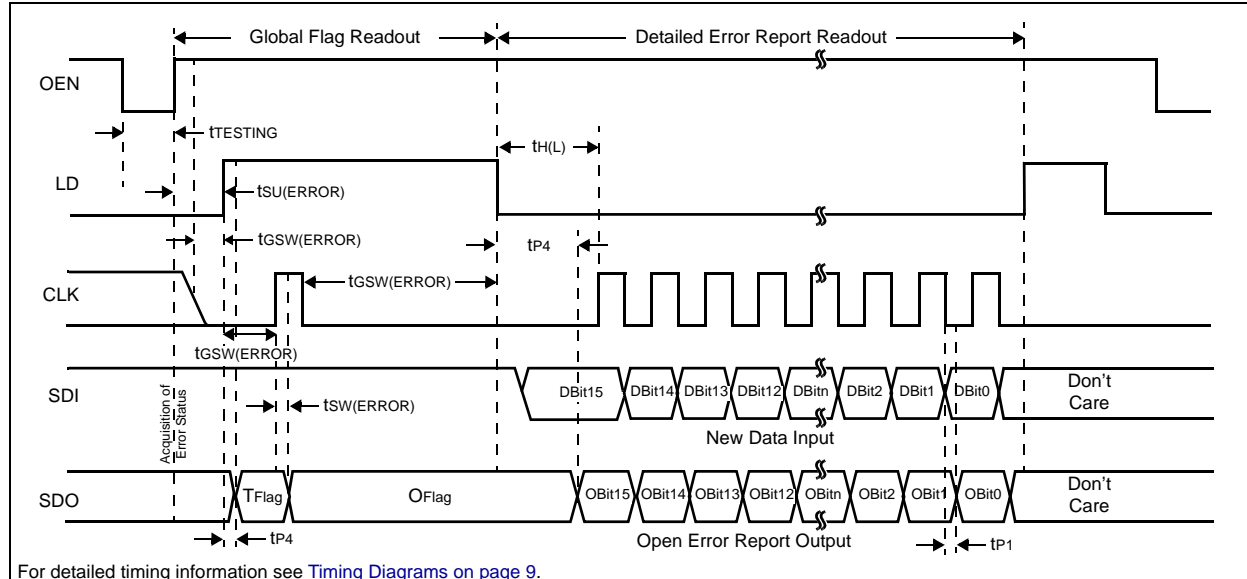 Global Flag Readout
Detailed Error Report Readout
OEN
tTESTING
tH(L)
LD
tSU(ERROR)
tGSW(ERROR)
tP4
CLK
tGSW(ERROR)
tGSW(ERROR)
SDI
DBit15 DBit14 DBit13 DBit12 DBitn DBit2 DBit1 DBit0
Don't
Care
tSW(ERROR)
New Data Input
Acquisition of
Error Status
SDO
TFlag
OFlag
OBit15 OBit14 OBit13 OBit12 OBitn OBit2 OBit1 OBit0
Don't
Care
tP4
Open Error Report Output
tP1
For detailed timing information see Timing Diagrams on page 9.